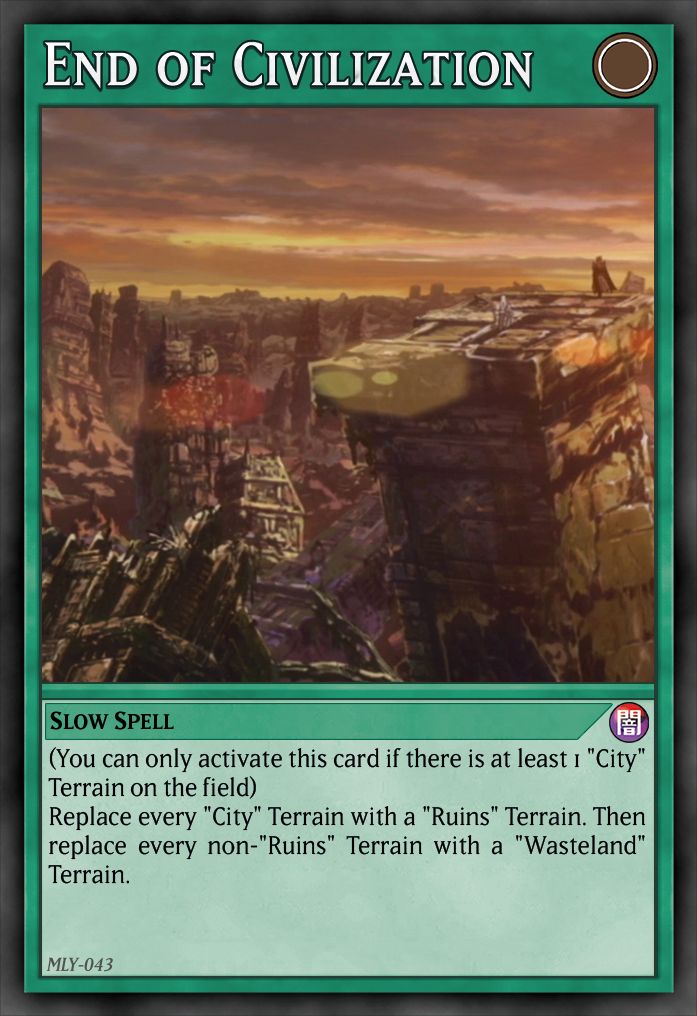 End of Civilization
Slow Spell
闇
(You can only activate this card if there is at least 1 "City"
Terrain on the field)
Replace every "City" Terrain with a "Ruins" Terrain. Then
replace every non-"Ruins" Terrain with a "Wasteland"
Terrain.
MLY-043